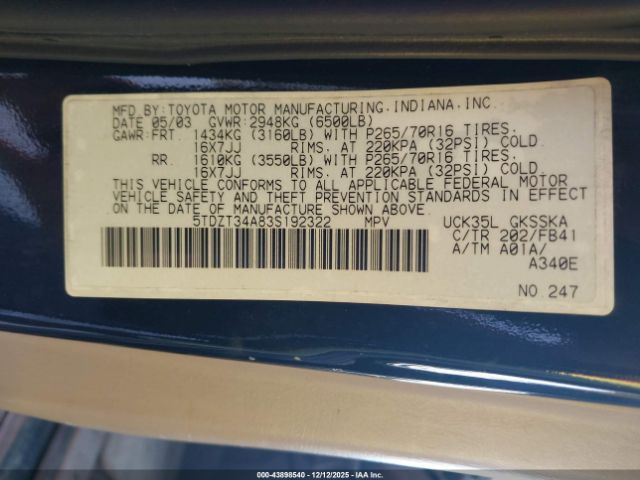 MFD.BY:TOYOTA MOTOR MANUFACTURING.INDIANA.INC.
DATE 05/03 GVWR:2948KG (6500LB)
GAWR:FRT. 1434KG (3160LB) WITH P265/70R16 TIRES.
16X7JJ RIMS. AT 220KPA (32PSI) COLD.
RR. 1610KG (3550LB) WITH P265/70R16 TIRES.
16X7JJ RIMS. AT 220KPA (32PSI) COLD.
THIS VEHICLE CONFORMS TO ALL APPLICABLE FEDERAL MOTOR
VEHICLE SAFETY AND THEFT PREVENTION STANDARDS IN EFFECT
ON THE DATE OF MANUFACTURE SHOWN ABOVE.
5TDZT34A83S192322 MPV UCK35L GKSSKA
C/TR 202/FB41
A/TM A01A/
A340E
NO.247
000-43898540 - 12/12/2025 - IAA Inc.